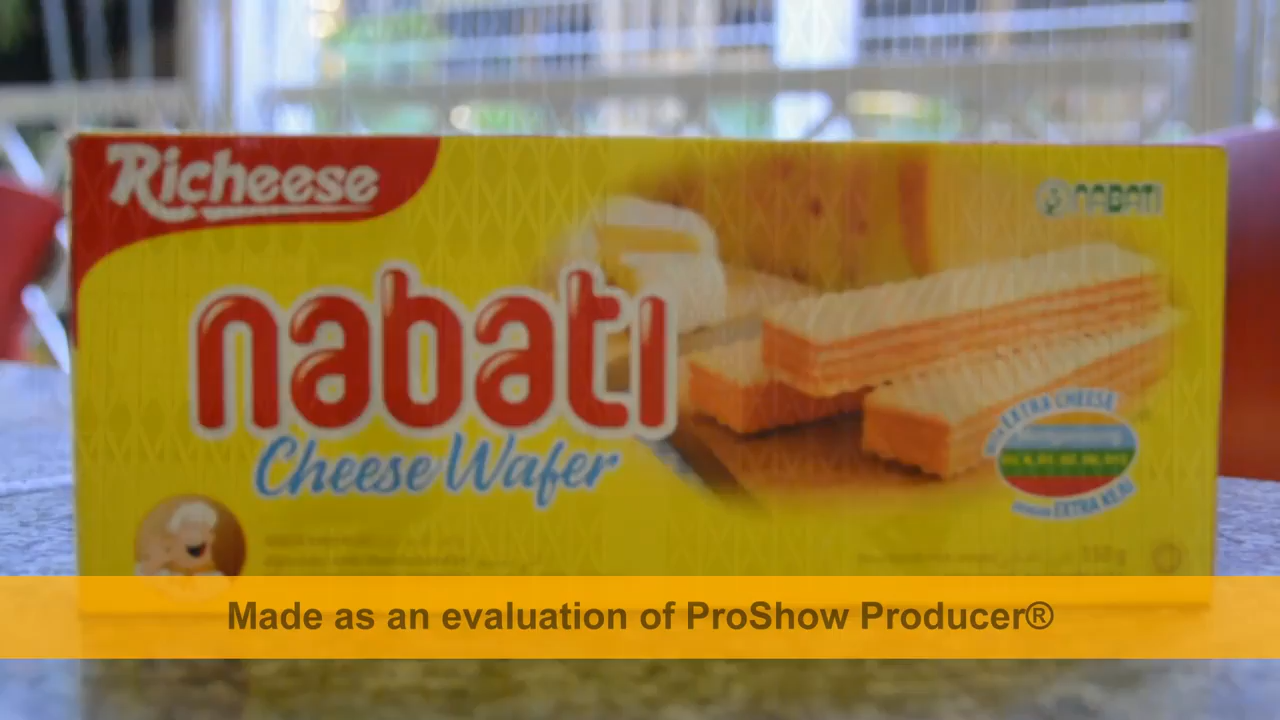 Richeese
NABATI
nabati
Cheese Wafer
EXTRA CHEESE
EXTRA KEJU
Made as an evaluation of ProShow Producer®